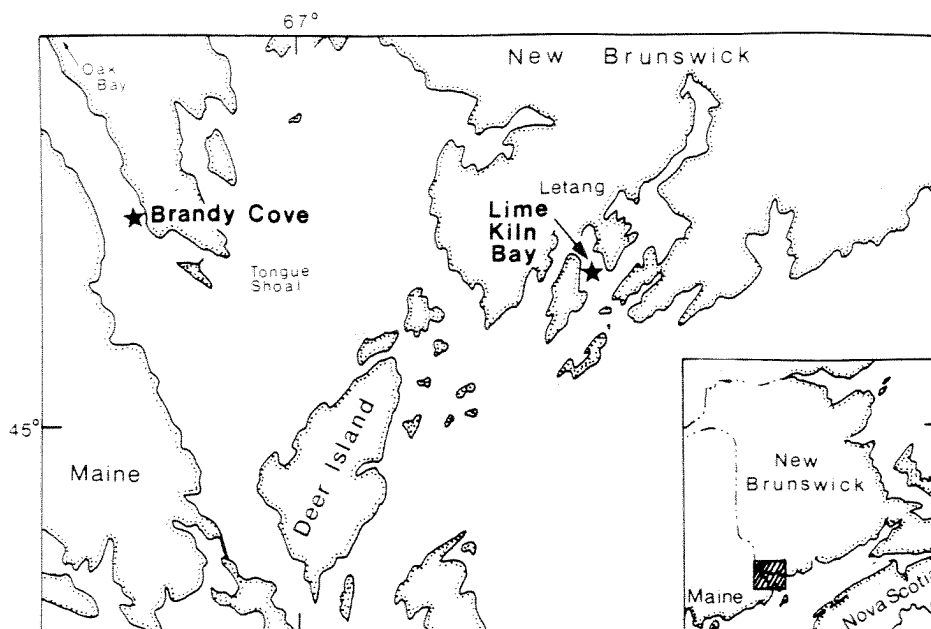 67°
New Brunswick
Oak
Bay
Letang
Brandy Cove
Lime
Kiln
Bay
Tongue
Shoal
45°
Maine
Deer Island
New
Brunswick
Maine
Nova Scotia